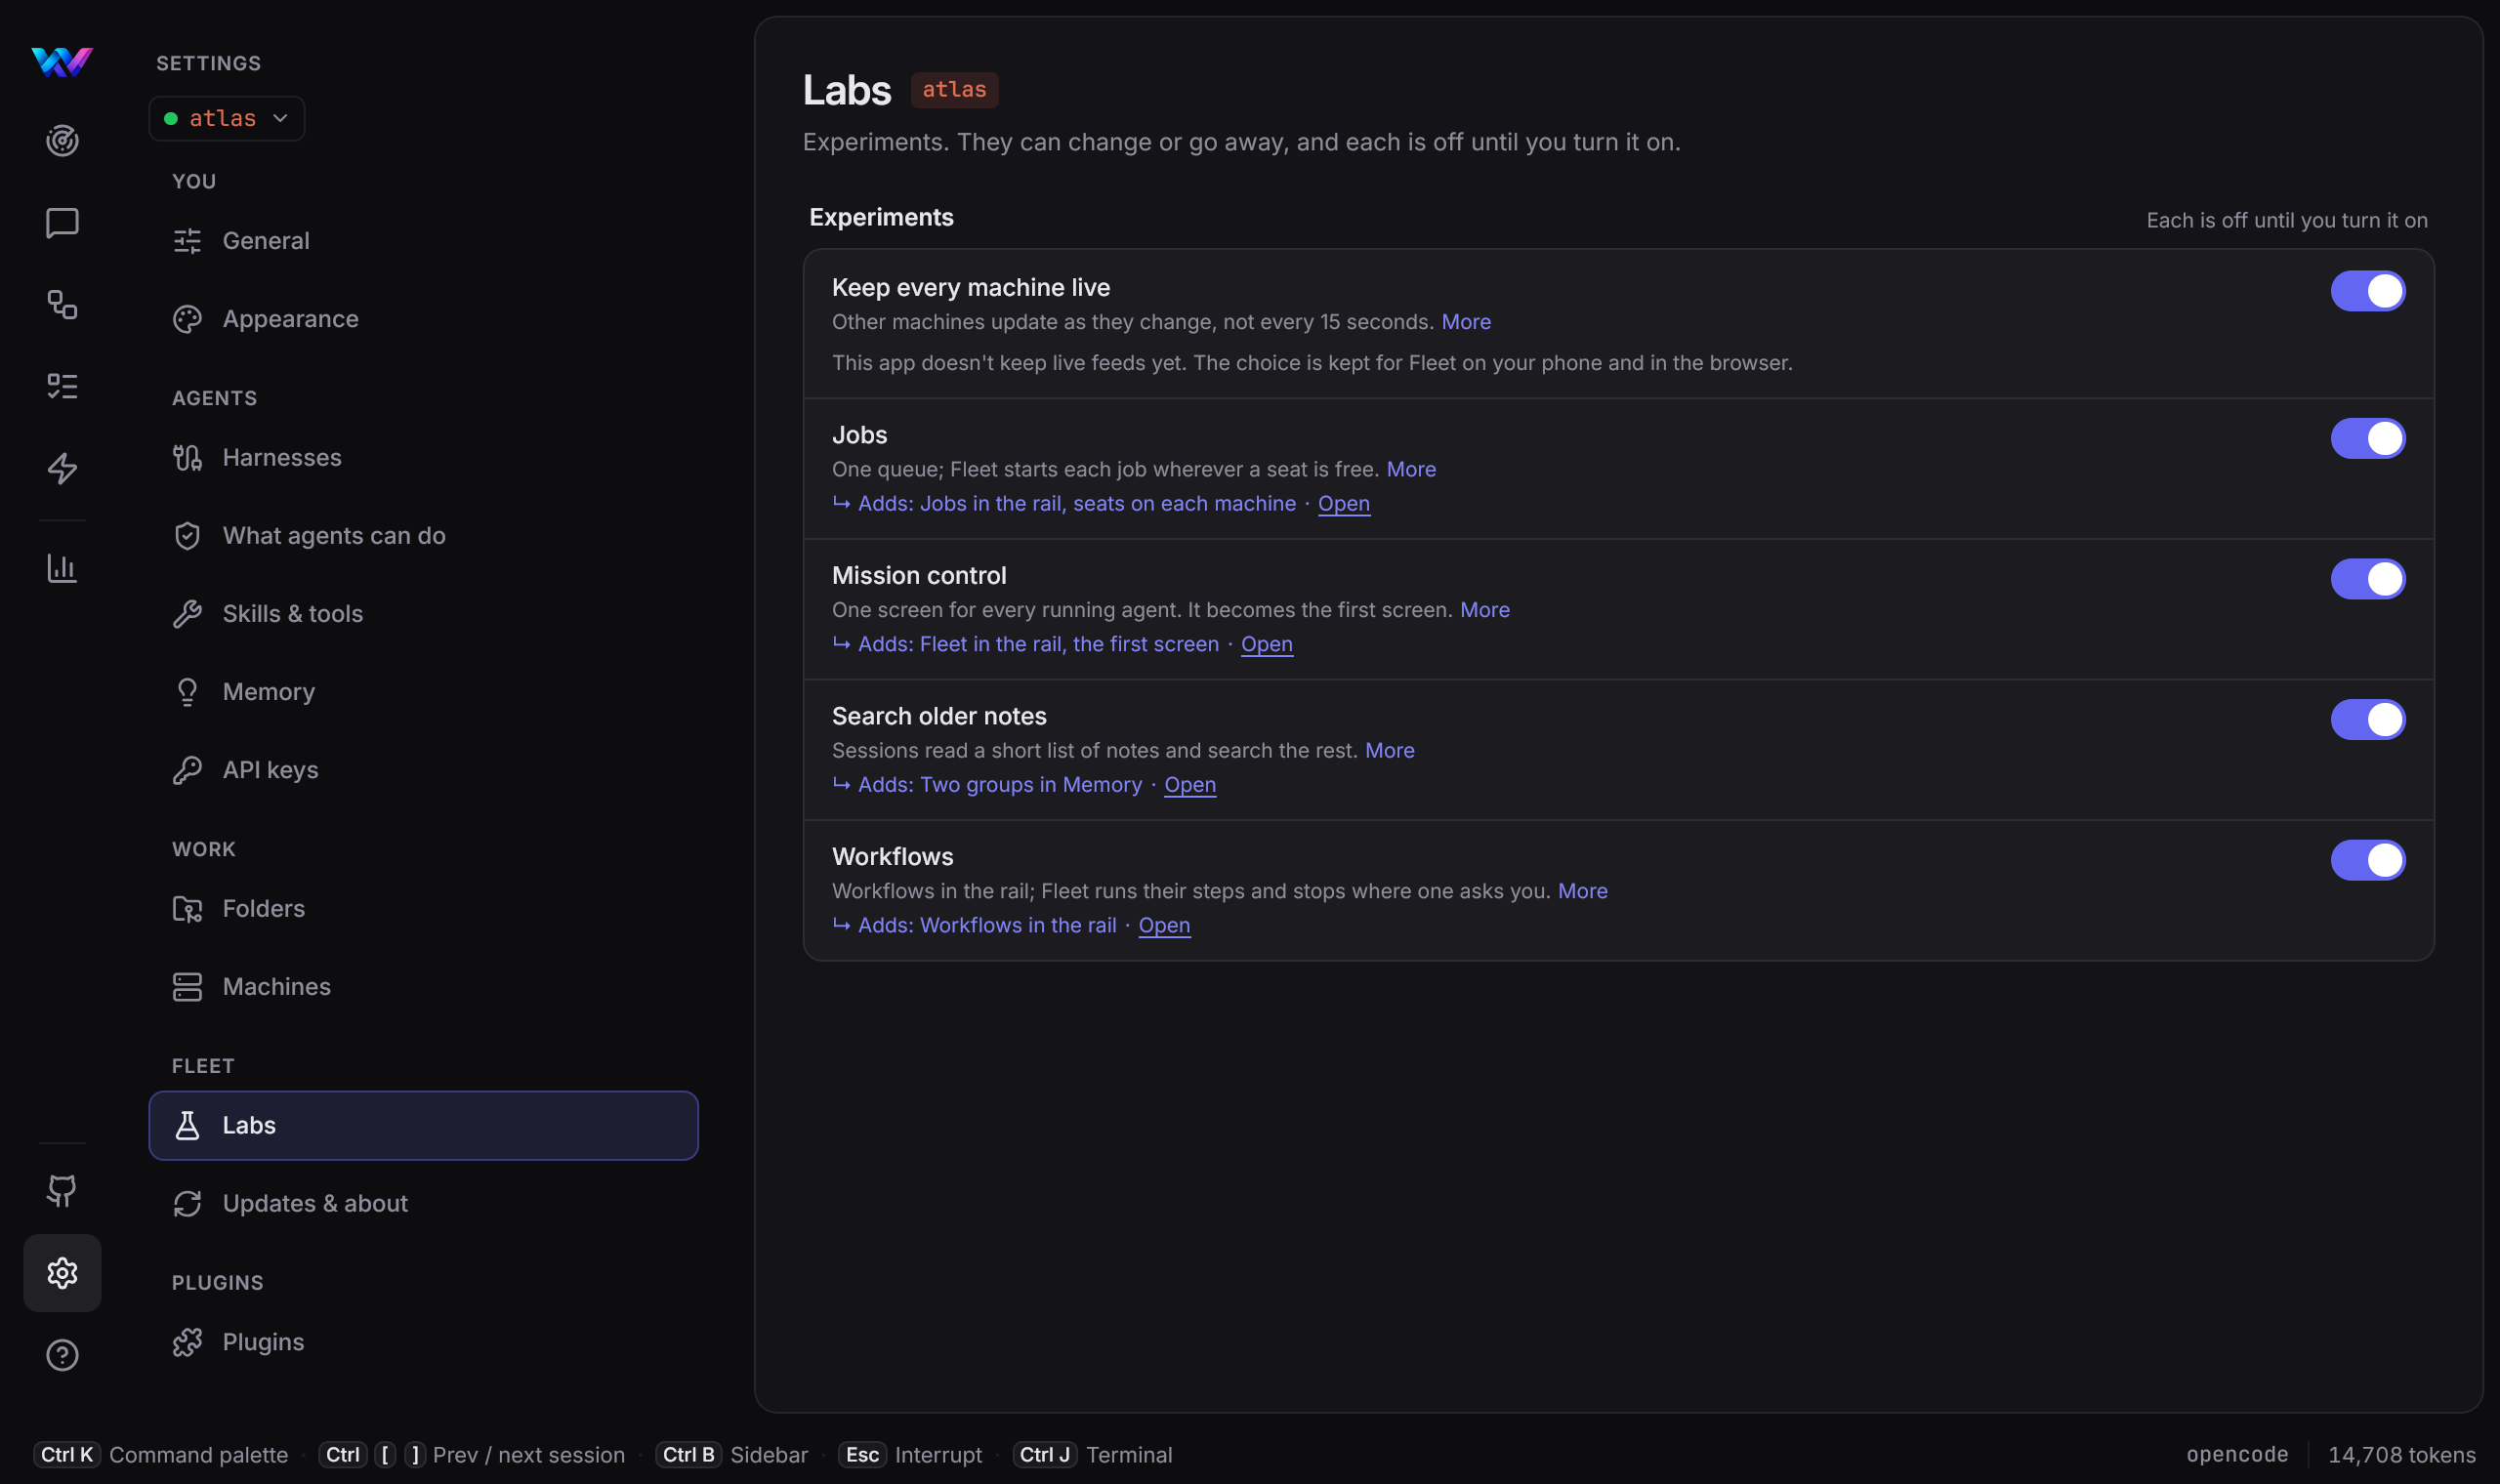 SETTINGS
atlas
YOU
General
Appearance
AGENTS
Harnesses
What agents can do
Skills & tools
Memory
API keys
WORK
Folders
Machines
FLEET
Labs
Updates & about
PLUGINS
Plugins
Labs atlas
Experiments. They can change or go away, and each is off until you turn it on.
Experiments
Each is off until you turn it on
Keep every machine live
Other machines update as they change, not every 15 seconds. More
This app doesn't keep live feeds yet. The choice is kept for Fleet on your phone and in the browser.
Jobs
One queue; Fleet starts each job wherever a seat is free. More
↳ Adds: Jobs in the rail, seats on each machine · Open
Mission control
One screen for every running agent. It becomes the first screen. More
↳ Adds: Fleet in the rail, the first screen · Open
Search older notes
Sessions read a short list of notes and search the rest. More
↳ Adds: Two groups in Memory · Open
Workflows
Workflows in the rail; Fleet runs their steps and stops where one asks you. More
↳ Adds: Workflows in the rail · Open
Ctrl K Command palette · Ctrl [ ] Prev / next session · Ctrl B Sidebar · Esc Interrupt · Ctrl J Terminal
opencode 14,708 tokens